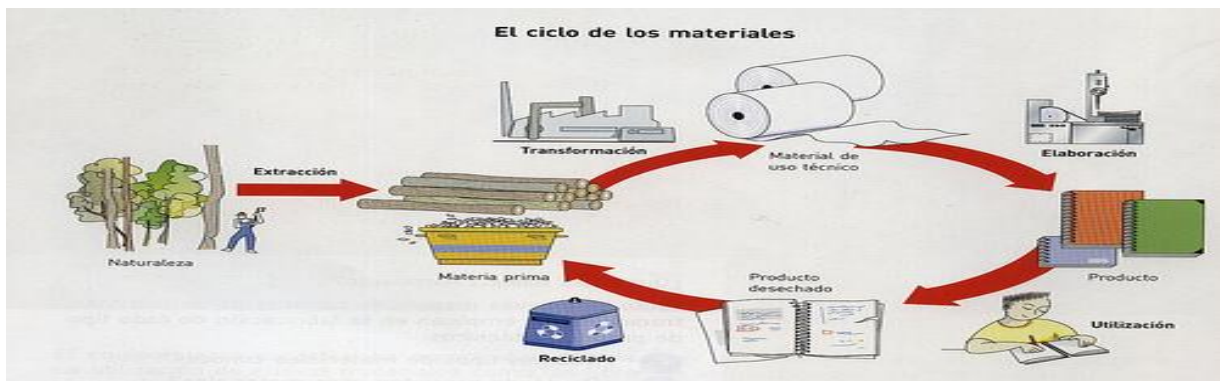 El ciclo de los materiales
Transformación
Material de
uso técnico
Elaboración
Extracción
Naturaleza
Materia prima
Producto
Producto
desechado
Utilización
Reciclado